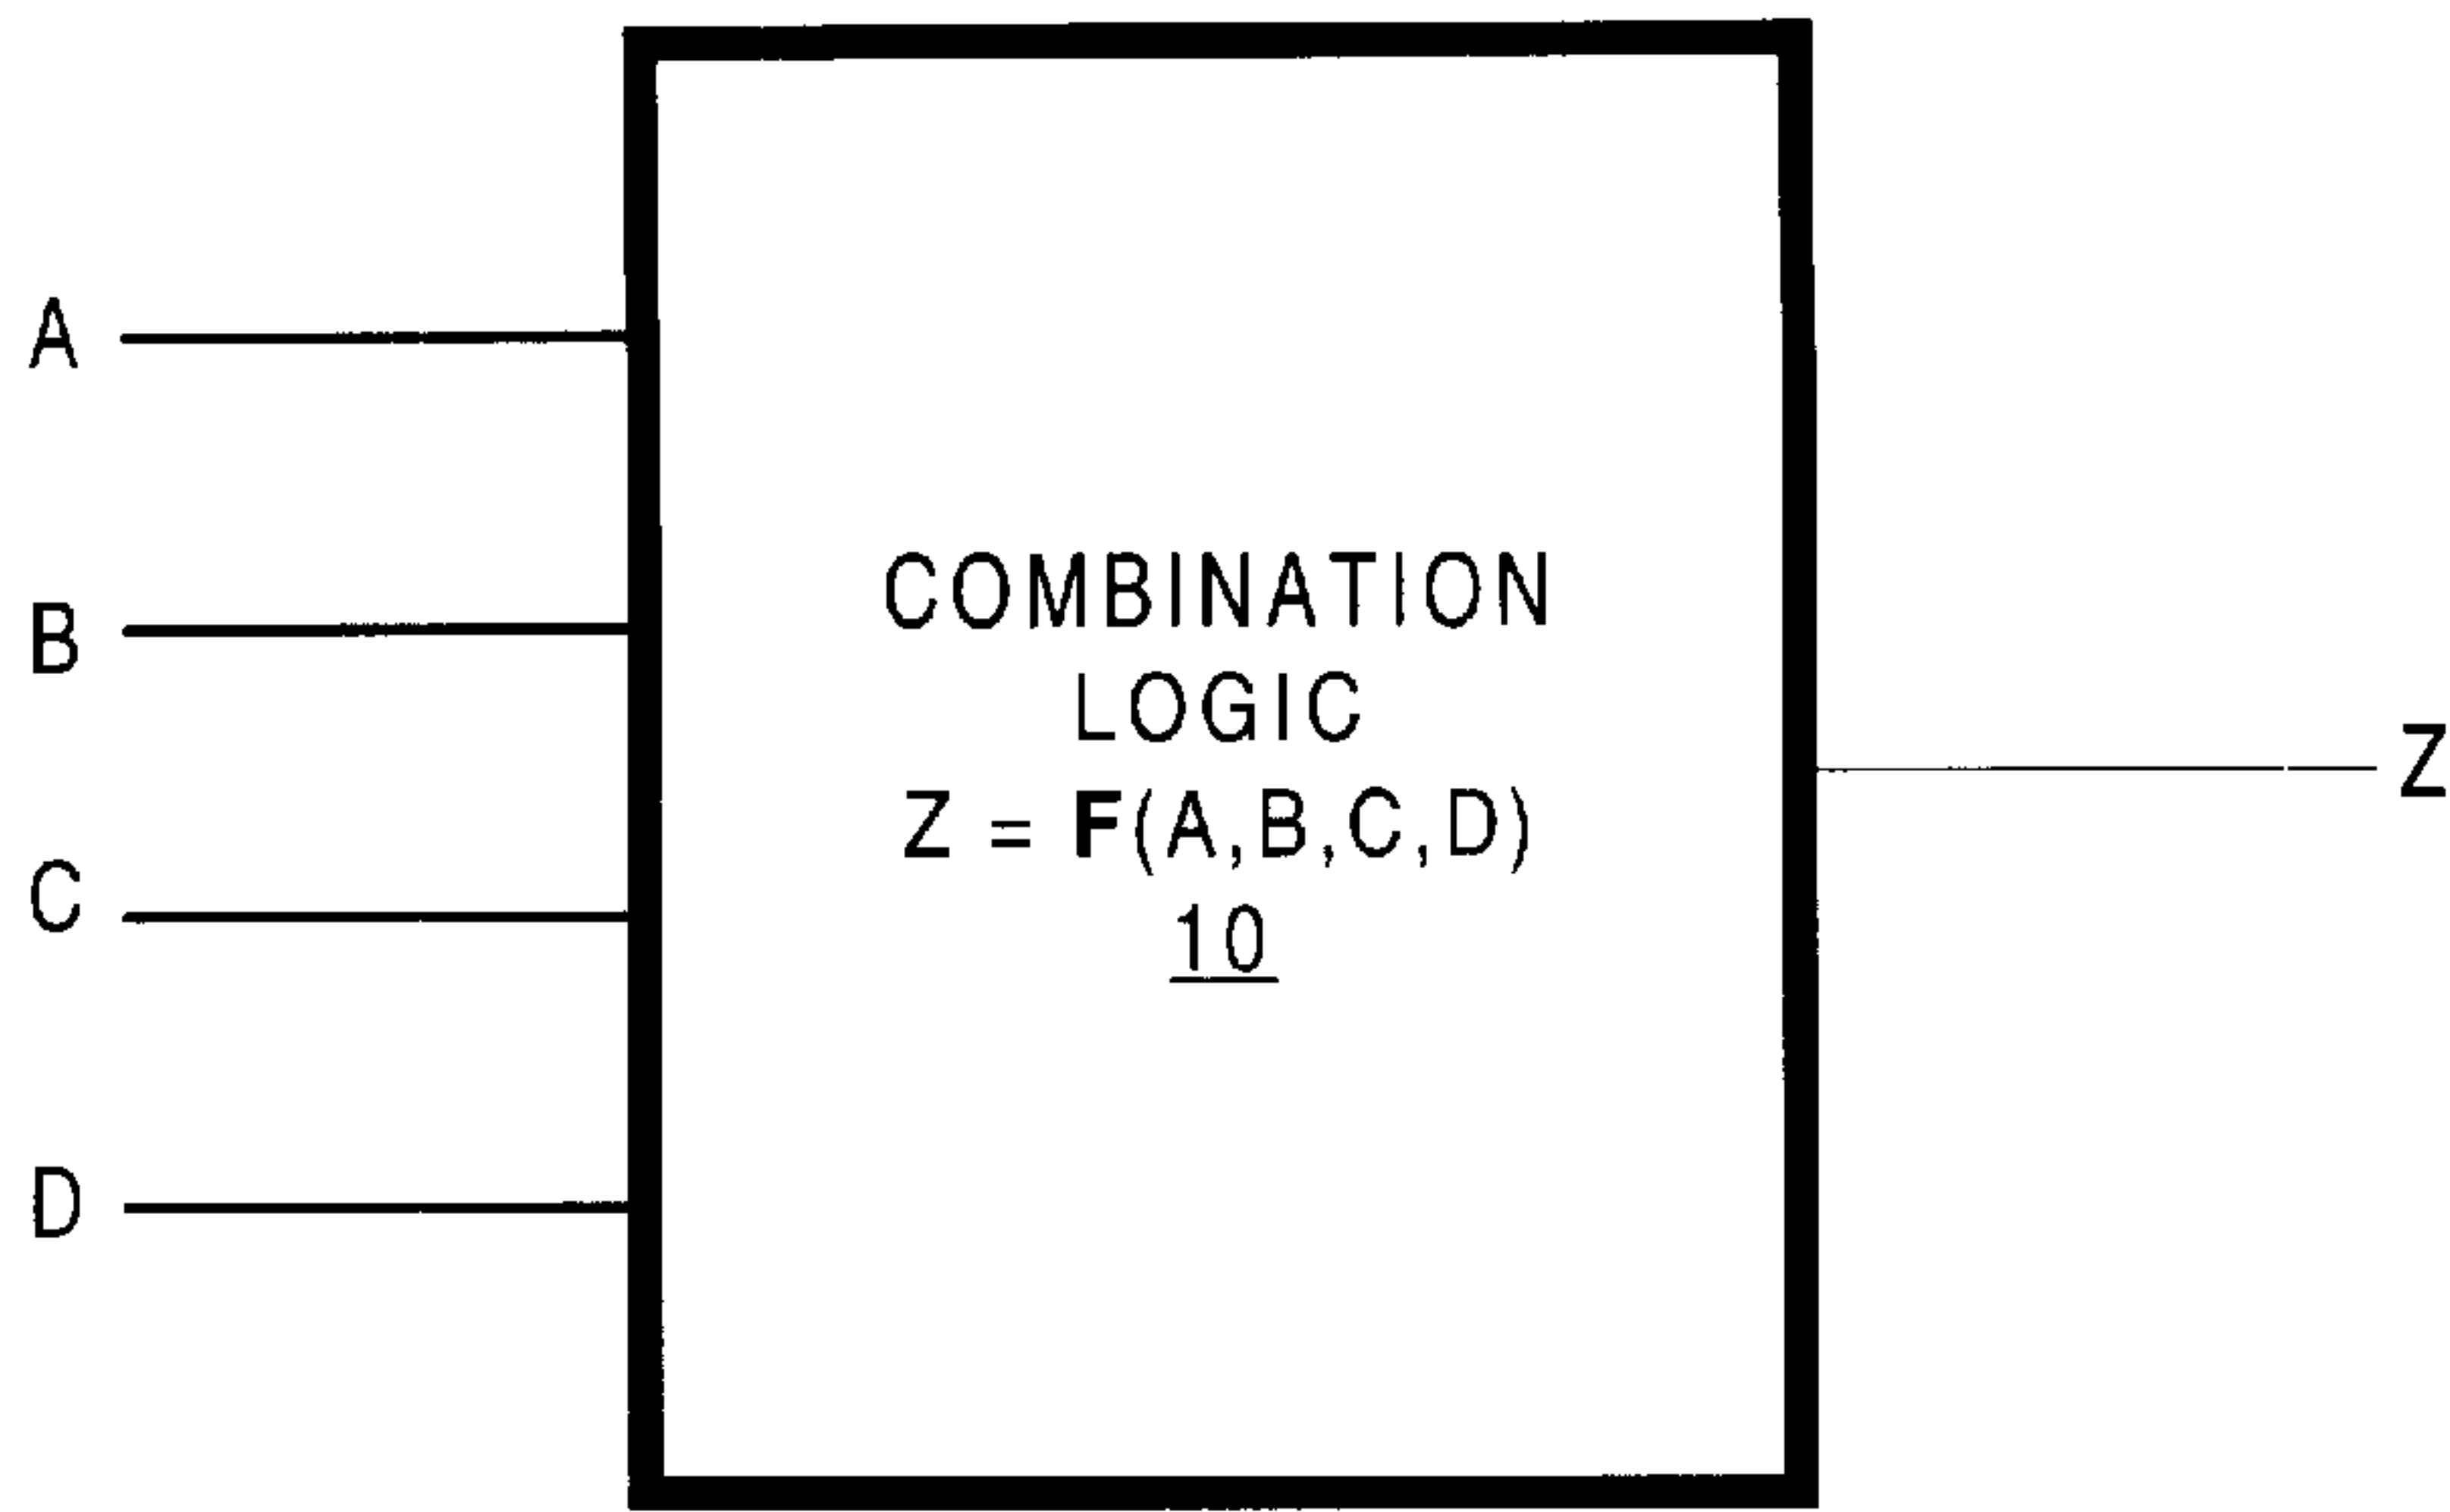 A
B
C
D
COMBINATION
LOGIC
Z = F(A,B,C,D)
10
Z